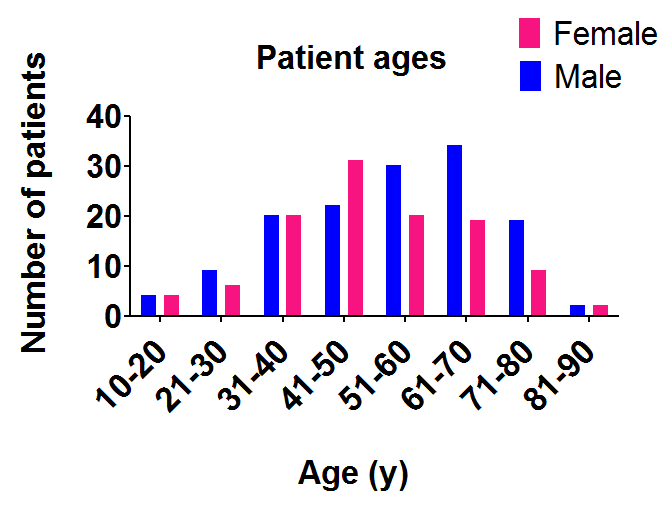 Female
Male
Patient ages
Number of patients
40
30
20
10
0
10-20
21-30
31-40
41-50
51-60
61-70
71-80
81-90
Age (y)